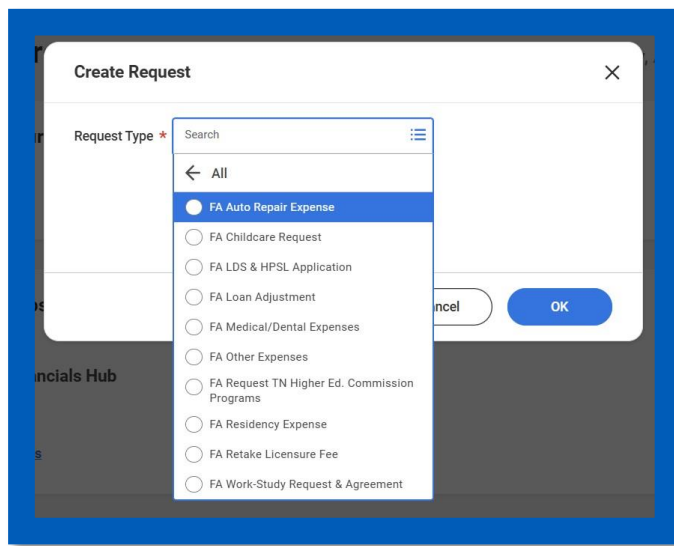 Create Request
Request Type *
Search
All
FA Auto Repair Expense
FA Childcare Request
FA LDS & HPSL Application
FA Loan Adjustment
FA Medical/Dental Expenses
FA Other Expenses
FA Request TN Higher Ed. Commission
Programs
FA Residency Expense
FA Retake Licensure Fee
FA Work-Study Request & Agreement
OK
Hub